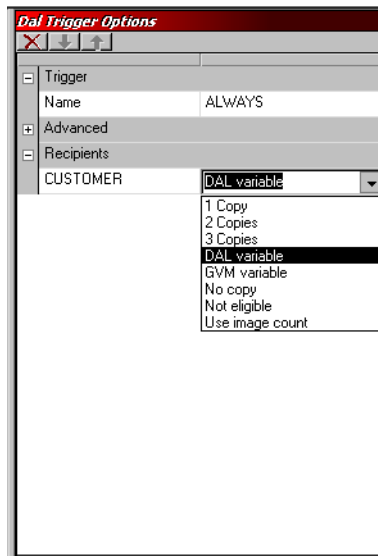 Dal Trigger Options
Trigger
Name ALWAYS
Advanced
Recipients
CUSTOMER DAL variable
1 Copy
2 Copies
3 Copies
DAL variable
GVM variable
No copy
Not eligible
Use image count